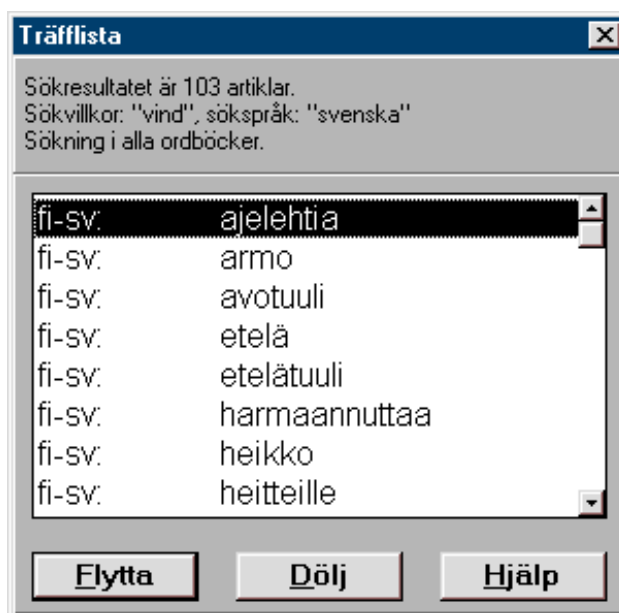 Träfflista
Sökresultatet är 103 artiklar.
Sökvillkor: "vind", sökspråk: "svenska"
Sökning i alla ordböcker.
fi-sv: ajelehtia
fi-sv: armo
fi-sv: avotuuli
fi-sv: etelä
fi-sv: etelätuuli
fi-sv: harmaannuttaa
fi-sv: heikko
fi-sv: heitteille
Flytta Dölj Hjälp